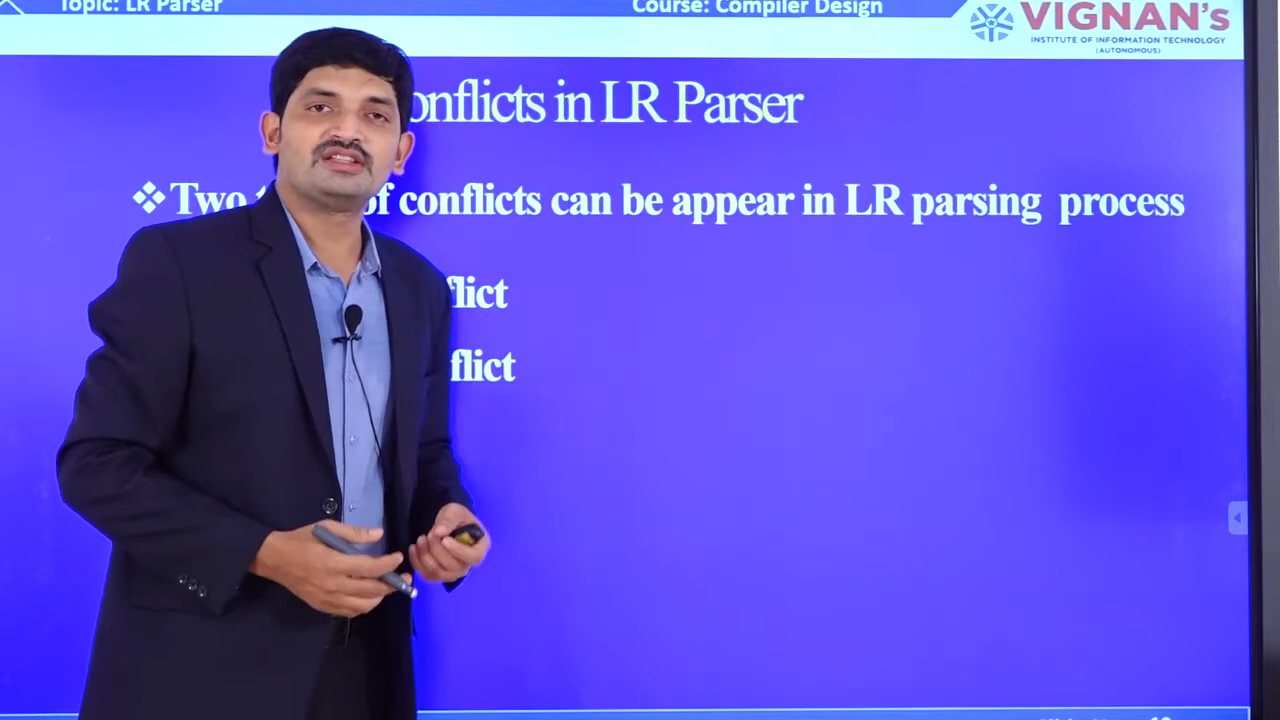 Topic: LR Parser
Course: Compiler Design
VIGNAN's
INSTITUTE OF INFORMATION TECHNOLOGY
(AUTONOMOUS)
onflicts in LR Parser
❖Two of conflicts can be appear in LR parsing process
flict
flict